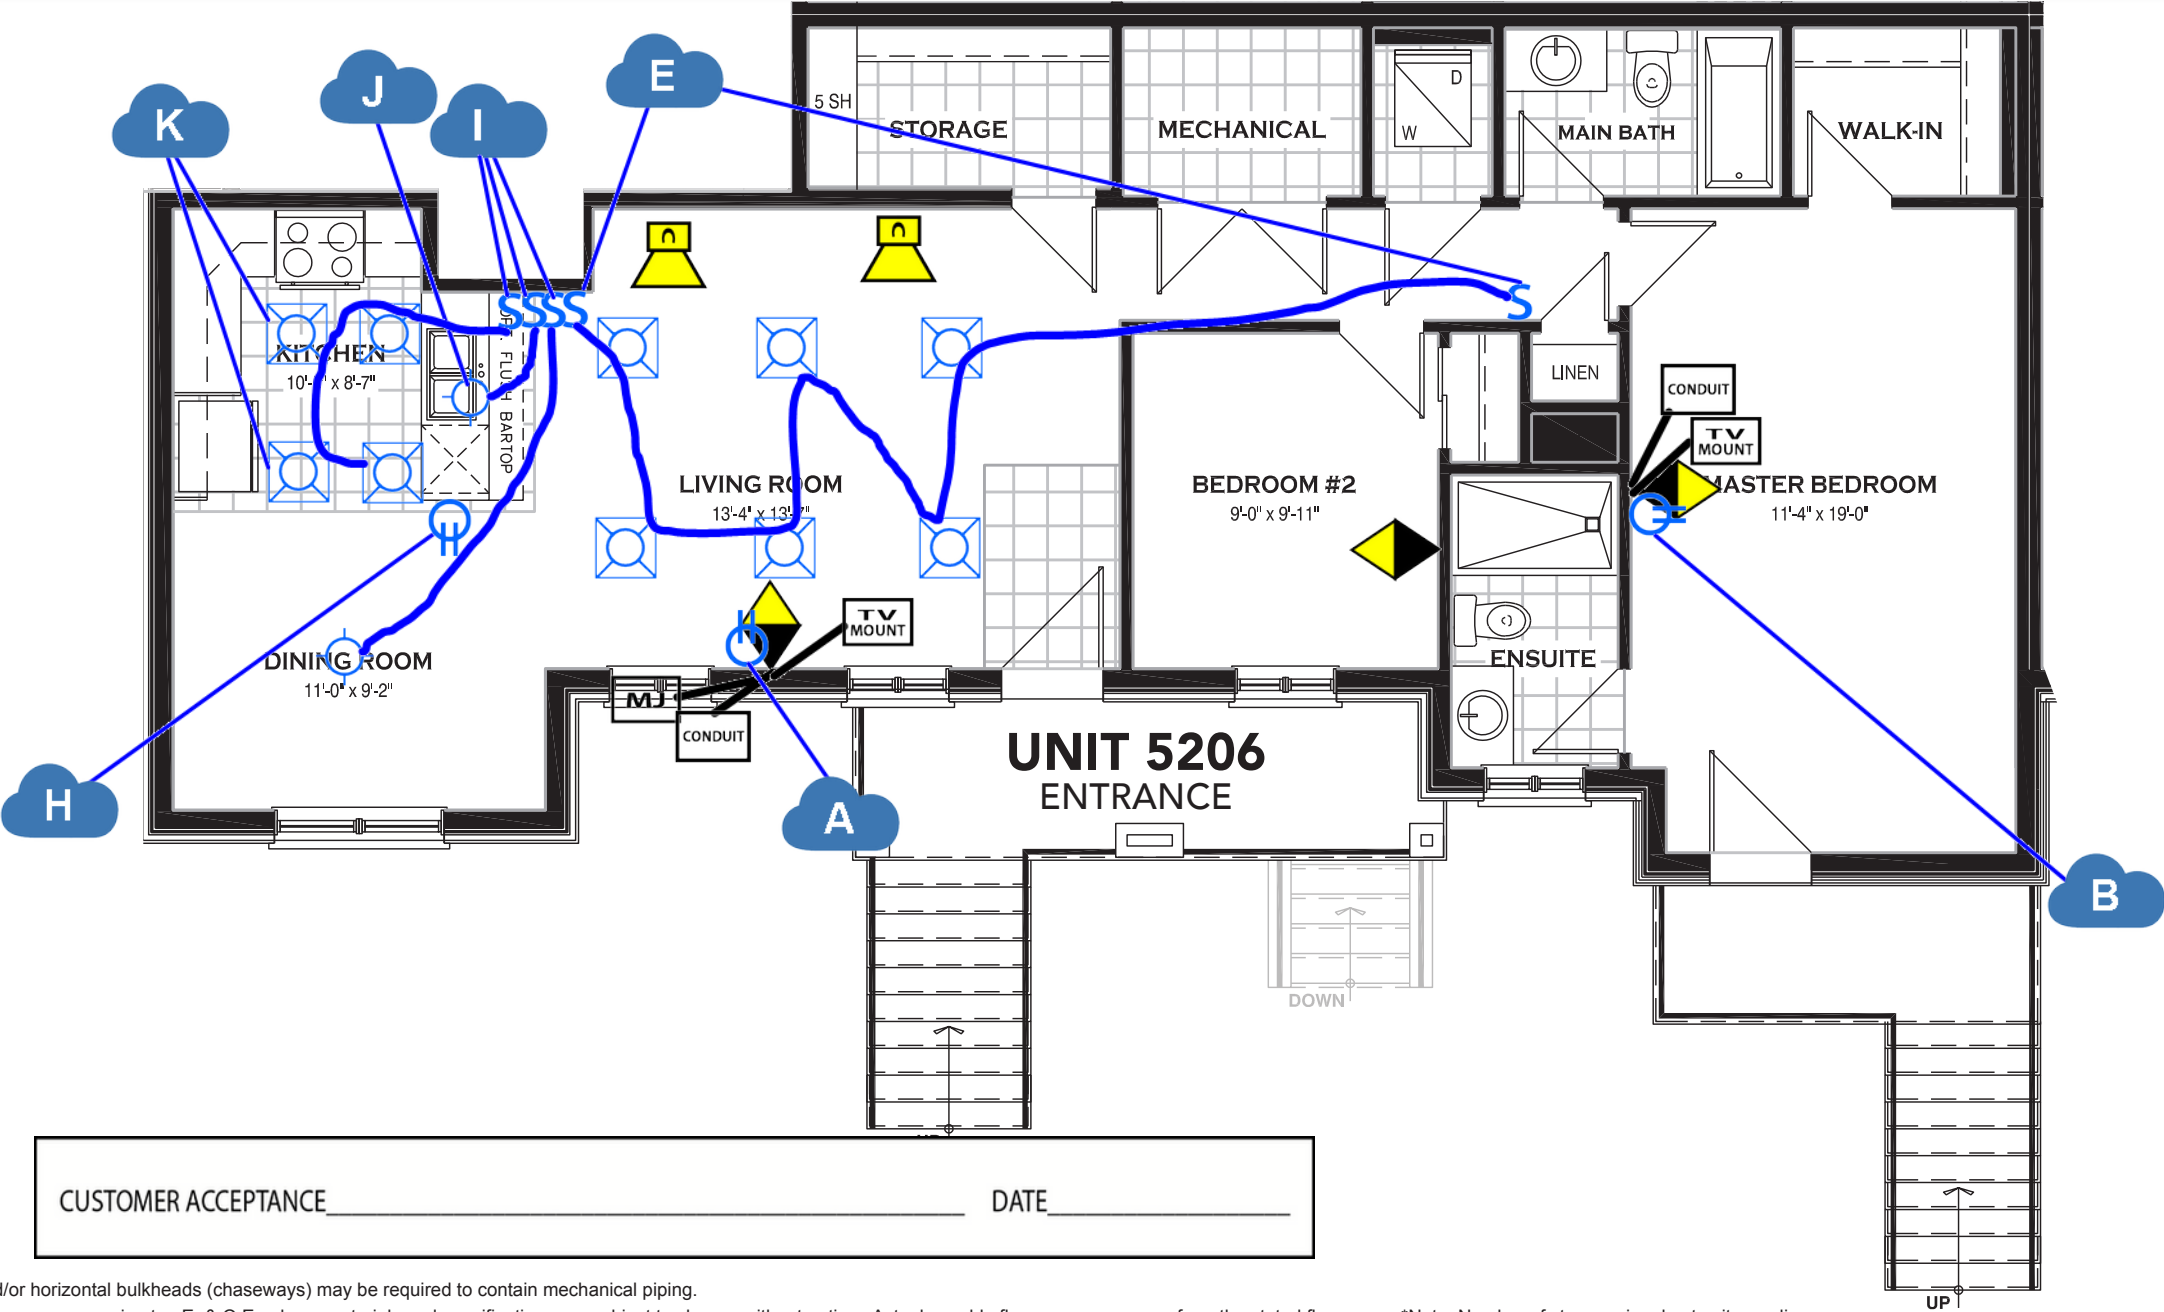 E
J
K
I
5 SH
STORAGE
MECHANICAL
D
W
MAIN BATH
WALK-IN
S S S S
S
KITCHEN
x 8'-7"
FLUSH BARTOP
LINEN
CONDUIT
TV
MOUNT
LIVING ROOM
13'-4" x 13'-7"
BEDROOM #2
9'-0" x 9'-11"
MASTER BEDROOM
11'-4" x 19'-0"
TV
MOUNT
DINING ROOM
11'-0" x 9'-2"
ENSUITE
MJ
CONDUIT
UNIT 5206
ENTRANCE
H
A
B
DOWN
CUSTOMER ACCEPTANCE DATE
/or horizontal bulkheads (chaseways) may be required to contain mechanical piping.
UP